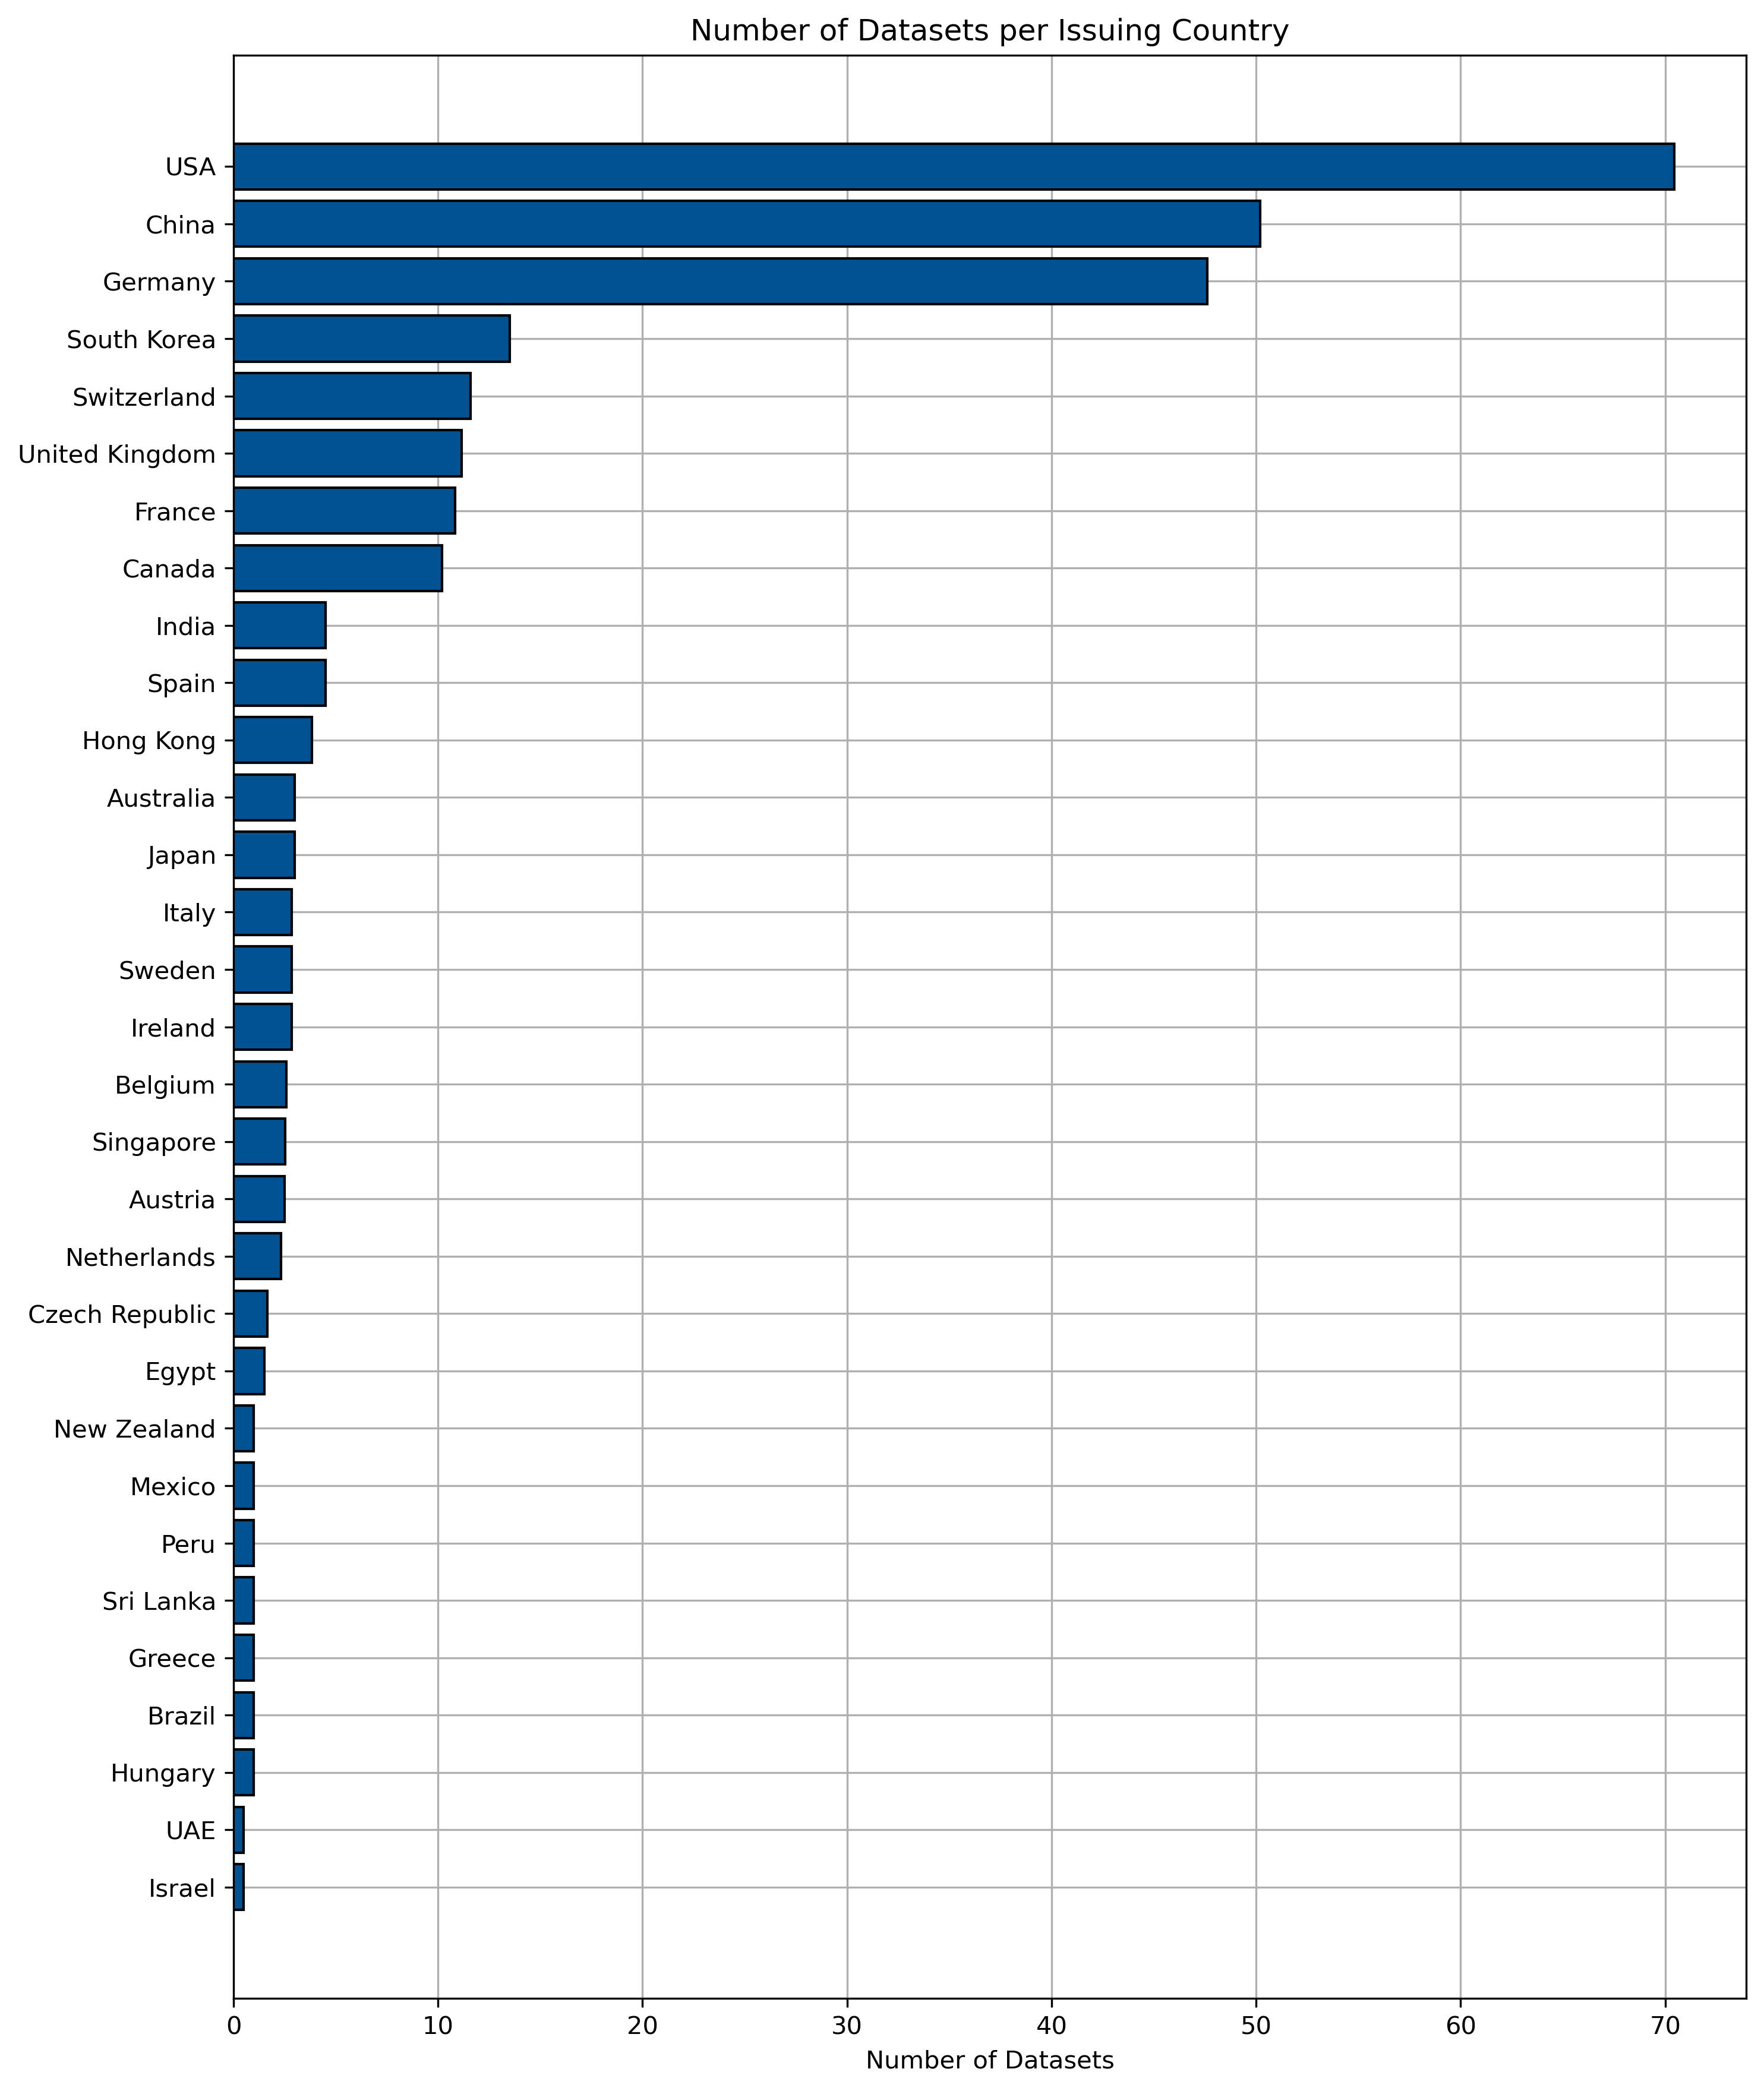 Number of Datasets per Issuing Country
USA
China
Germany
South Korea
Switzerland
United Kingdom
France
Canada
India
Spain
Hong Kong
Australia
Japan
Italy
Sweden
Ireland
Belgium
Singapore
Austria
Netherlands
Czech Republic
Egypt
New Zealand
Mexico
Peru
Sri Lanka
Greece
Brazil
Hungary
UAE
Israel
0 10 20 30 40 50 60 70
Number of Datasets